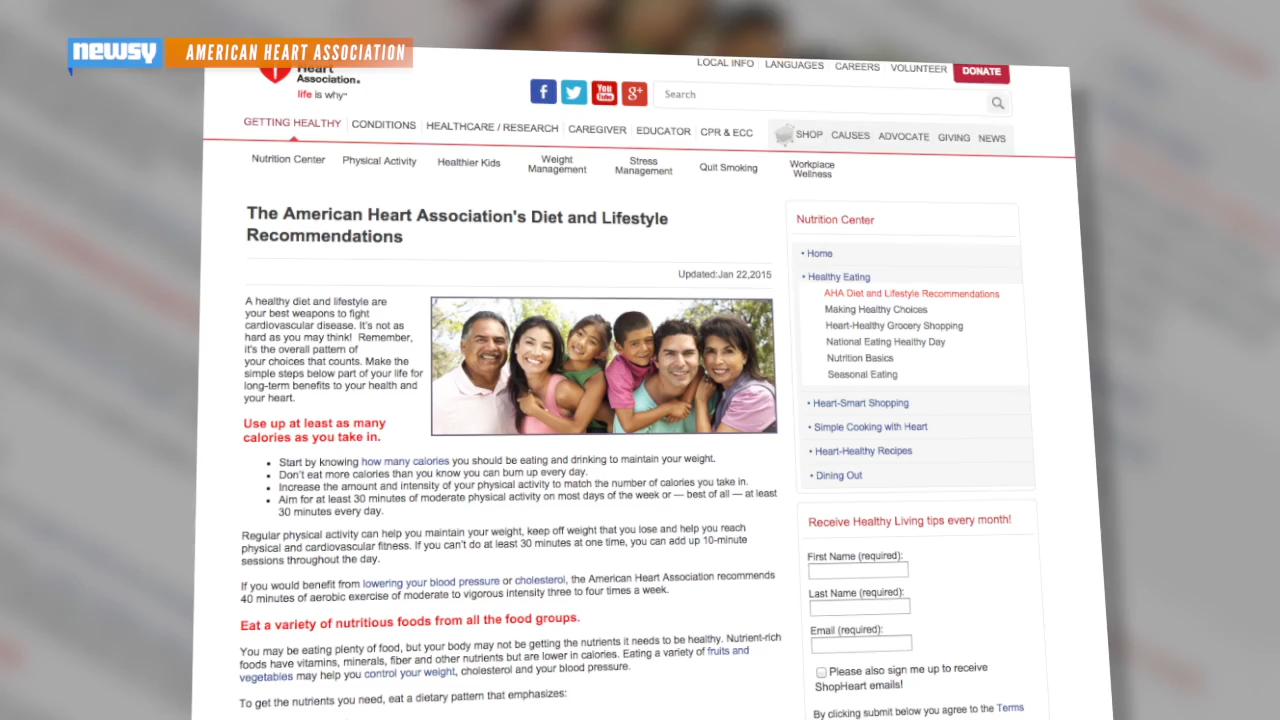 newsy
AMERICAN HEART ASSOCIATION
Heart
Association.
life is why™
LOCAL INFO LANGUAGES CAREERS VOLUNTEER DONATE
f You Tube g+ Search
GETTING HEALTHY CONDITIONS HEALTHCARE / RESEARCH CAREGIVER EDUCATOR CPR & ECC SHOP CAUSES ADVOCATE GIVING NEWS
Nutrition Center Physical Activity Healthier Kids Weight Management Stress Management Quit Smoking Workplace Wellness
The American Heart Association's Diet and Lifestyle
Recommendations
Updated:Jan 22,2015
A healthy diet and lifestyle are
your best weapons to fight
cardiovascular disease. It's not as
hard as you may think! Remember,
it's the overall pattern of
your choices that counts. Make the
simple steps below part of your life for
long-term benefits to your health and
your heart.
Use up at least as many
calories as you take in.
• Start by knowing how many calories you should be eating and drinking to maintain your weight.
• Don't eat more calories than you know you can burn up every day.
• Increase the amount and intensity of your physical activity to match the number of calories you take in.
• Aim for at least 30 minutes of moderate physical activity on most days of the week or — best of all — at least
30 minutes every day.
Regular physical activity can help you maintain your weight, keep off weight that you lose and help you reach
physical and cardiovascular fitness. If you can't do at least 30 minutes at one time, you can add up 10-minute
sessions throughout the day.
If you would benefit from lowering your blood pressure or cholesterol, the American Heart Association recommends
40 minutes of aerobic exercise of moderate to vigorous intensity three to four times a week.
Eat a variety of nutritious foods from all the food groups.
You may be eating plenty of food, but your body may not be getting the nutrients it needs to be healthy. Nutrient-rich
foods have vitamins, minerals, fiber and other nutrients but are lower in calories. Eating a variety of fruits and
vegetables may help you control your weight, cholesterol and your blood pressure.
To get the nutrients you need, eat a dietary pattern that emphasizes:
Nutrition Center
• Home
• Healthy Eating
AHA Diet and Lifestyle Recommendations
Making Healthy Choices
Heart-Healthy Grocery Shopping
National Eating Healthy Day
Nutrition Basics
Seasonal Eating
• Heart-Smart Shopping
• Simple Cooking with Heart
• Heart-Healthy Recipes
• Dining Out
Receive Healthy Living tips every month!
First Name (required):
Last Name (required):
Email (required):
Please also sign me up to receive
ShopHeart emails!
By clicking submit below you agree to the Terms